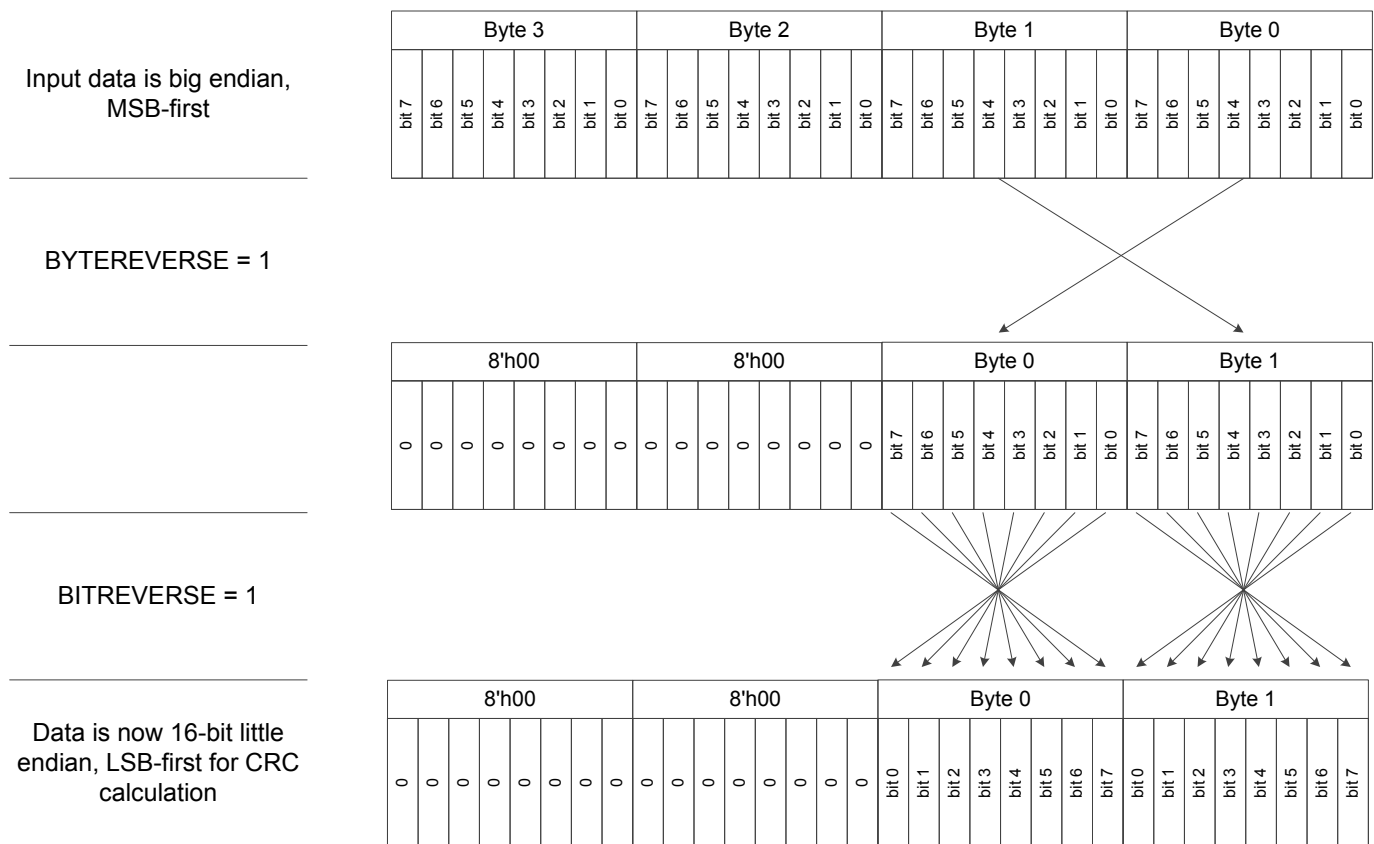 Byte 3 Byte 2 Byte 1 Byte 0
Input data is big endian,
MSB-first
bit 7 bit 6 bit 5 bit 4 bit 3 bit 2 bit 1 bit 0 bit 7 bit 6 bit 5 bit 4 bit 3 bit 2 bit 1 bit 0 bit 7 bit 6 bit 5 bit 4 bit 3 bit 2 bit 1 bit 0 bit 7 bit 6 bit 5 bit 4 bit 3 bit 2 bit 1 bit 0
BYTEREVERSE = 1
8'h00 8'h00 Byte 0 Byte 1
0 0 0 0 0 0 0 0 0 0 0 0 0 0 0 0 bit 7 bit 6 bit 5 bit 4 bit 3 bit 2 bit 1 bit 0 bit 7 bit 6 bit 5 bit 4 bit 3 bit 2 bit 1 bit 0
BITREVERSE = 1
8'h00 8'h00 Byte 0 Byte 1
Data is now 16-bit little
endian, LSB-first for CRC
calculation
0 0 0 0 0 0 0 0 0 0 0 0 0 0 0 0 bit 0 bit 1 bit 2 bit 3 bit 4 bit 5 bit 6 bit 7 bit 0 bit 1 bit 2 bit 3 bit 4 bit 5 bit 6 bit 7